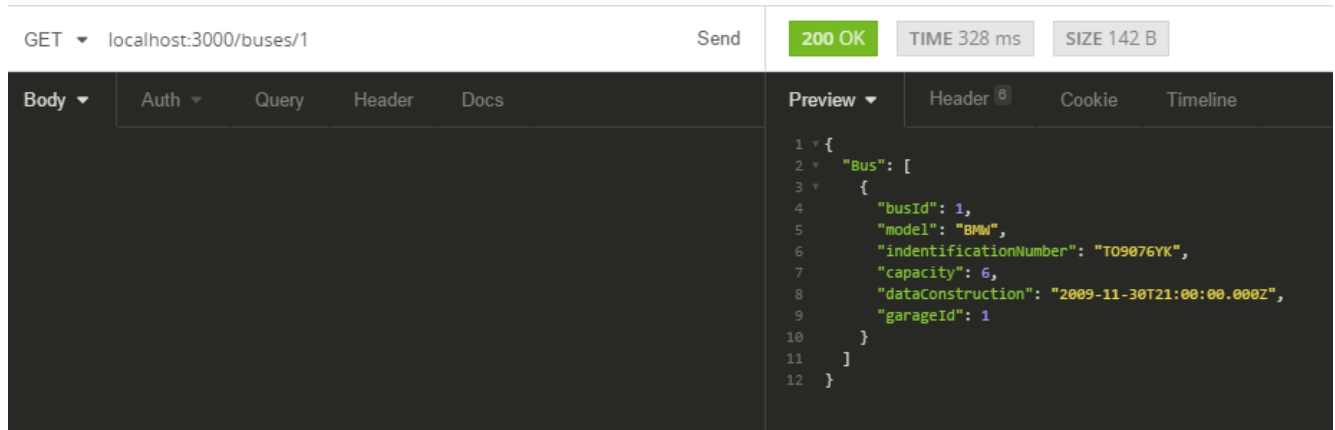 GET localhost:3000/buses/1 Send 200 OK TIME 328 ms SIZE 142 B
Body Auth Query Header Docs Preview Header 6 Cookie Timeline
1 {
2 "Bus": [
3 {
4 "busId": 1,
5 "model": "BMW",
6 "indentificationNumber": "TO9076YK",
7 "capacity": 6,
8 "dataConstruction": "2009-11-30T21:00:00.000Z",
9 "garageId": 1
10 }
11 ]
12 }